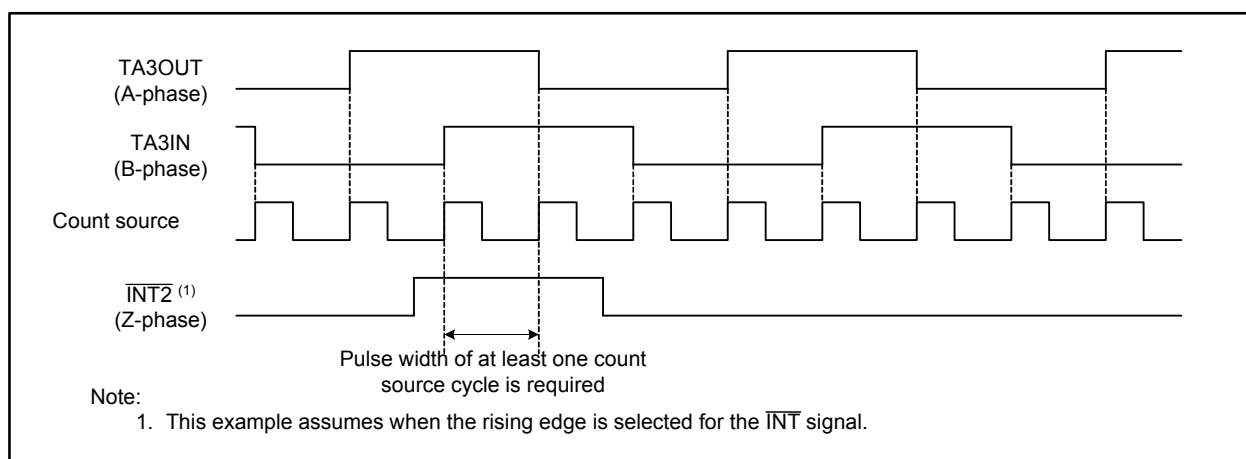 TA3OUT
(A-phase)
TA3IN
(B-phase)
Count source
INT2 (1)
(Z-phase)
Pulse width of at least one count
source cycle is required
Note:
1. This example assumes when the rising edge is selected for the INT signal.